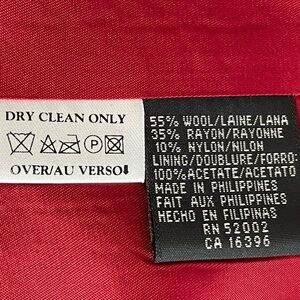 DRY CLEAN ONLY
P
OVER/AU VERSO
55% WOOL/LAINE/LANA
35% RAYON/RAYONNE
10% NYLON/NILON
LINING/DOUBLURE/FORRO:
100%ACETATE/ACETATO
MADE IN PHILIPPINES
FAIT AUX PHILIPPINES
HECHO EN FILIPINAS
RN 52002
CA 16396